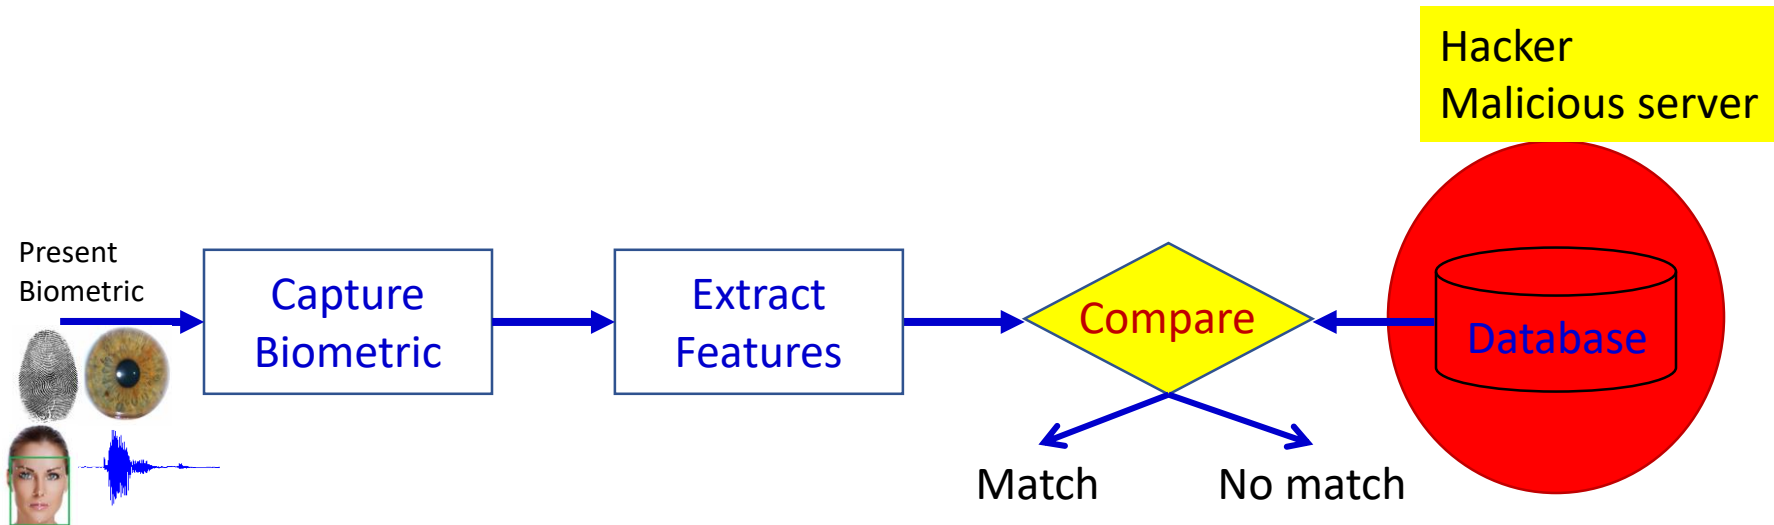 Hacker
Malicious server
Present
Biometric
Capture
Biometric
Extract
Features
Compare
Database
Match
No match